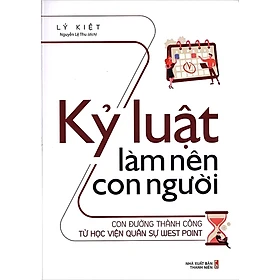 LÝ KIỆT
Nguyễn Lệ Thu dịch
Kỷ luật
làm nên
con người
CON ĐƯỜNG THÀNH CÔNG
TỪ HỌC VIỆN QUÂN SỰ WEST POINT
NHÀ XUẤT BẢN
THANH NIÊN